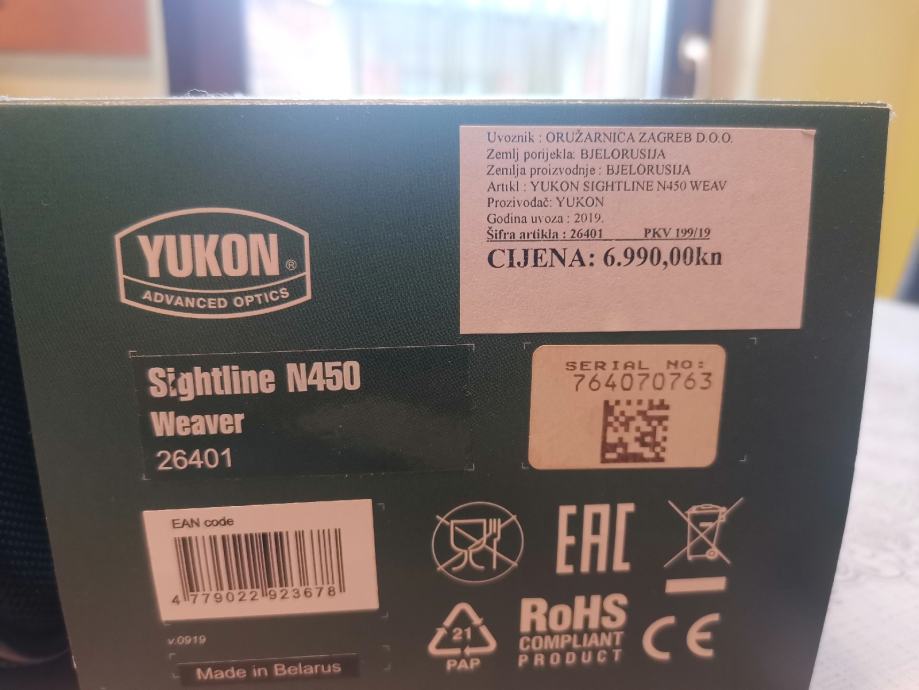 Uvoznik : ORUŽARNICA ZAGREB D.O.O.
Zemlj porijekla: BJELORUSIJA
Zemlja proizvodnje : BJELORUSIJA
Artikl : YUKON SIGHTLINE N450 WEAV
Prozivođač: YUKON
Godina uvoza : 2019.
Šifra artikla : 26401 PKV 199/19
CIJENA: 6.990,00kn
YUKON ®
ADVANCED OPTICS
Sightline N450
Weaver
26401
SERIAL NO:
764070763
EAN code
4 779022 923678
v.0919
Made in Belarus
EAC
21
PAP
RoHS
COMPLIANT
PRODUCT
CE